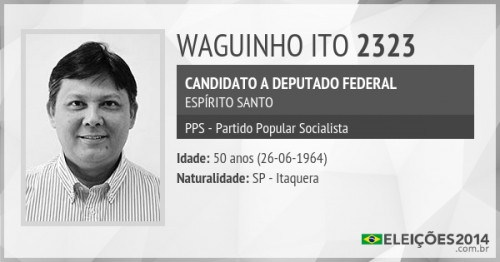 WAGUINHO ITO 2323
CANDIDATO A DEPUTADO FEDERAL
ESPÍRITO SANTO
PPS - Partido Popular Socialista
Idade: 50 anos (26-06-1964)
Naturalidade: SP - Itaquera
ELEIÇÕES2014
.com.br